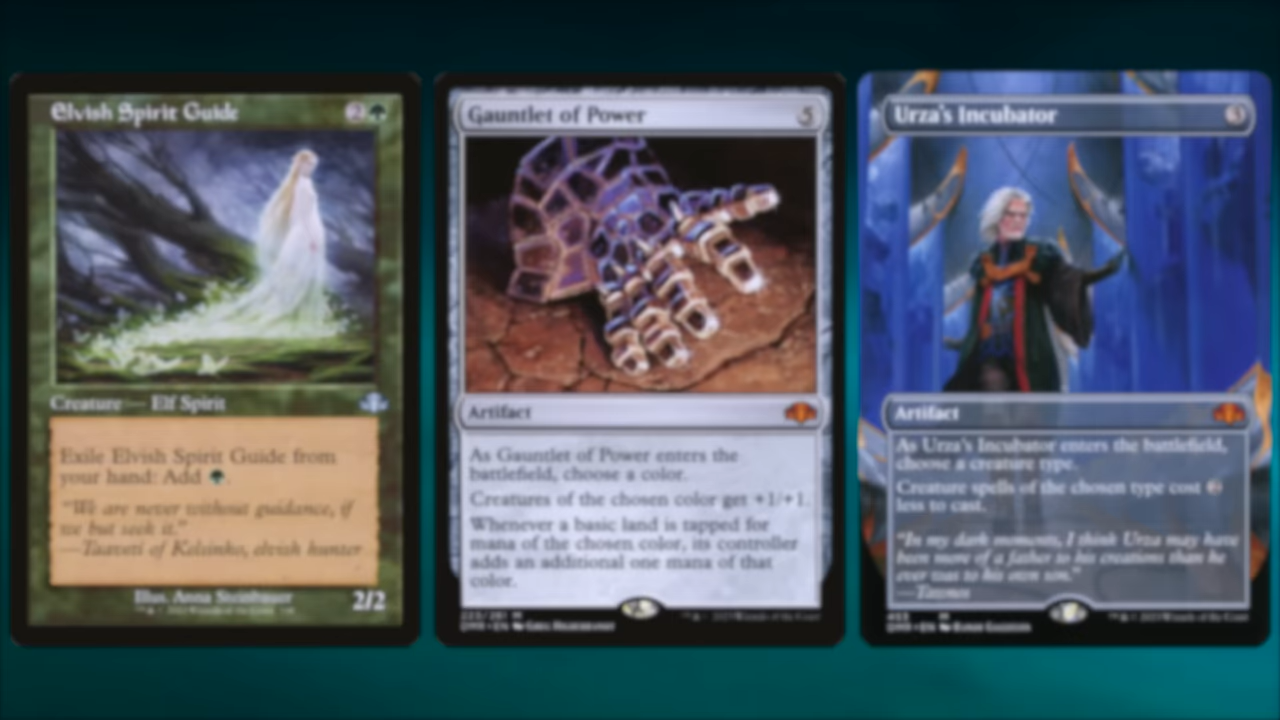 Elvish Spirit Guide
2
Creature — Elf Spirit
Exile Elvish Spirit Guide from
your hand: Add
"We are never without guidance, if
we but seek it."
—Taaveti of Kelsinko, elvish hunter
Illus. Anna Steinbauer
2/2
Gauntlet of Power
5
Artifact
As Gauntlet of Power enters the
battlefield, choose a color.
Creatures of the chosen color get +1/+1.
Whenever a basic land is tapped for
mana of the chosen color, its controller
adds an additional one mana of that
color.
Urza's Incubator
3
Artifact
As Urza's Incubator enters the battlefield,
choose a creature type.
Creature spells of the chosen type cost
less to cast.
"In my dark moments, I think Urza may have
been more of a father to his creations than he
ever was to his own son."
—Tawnos